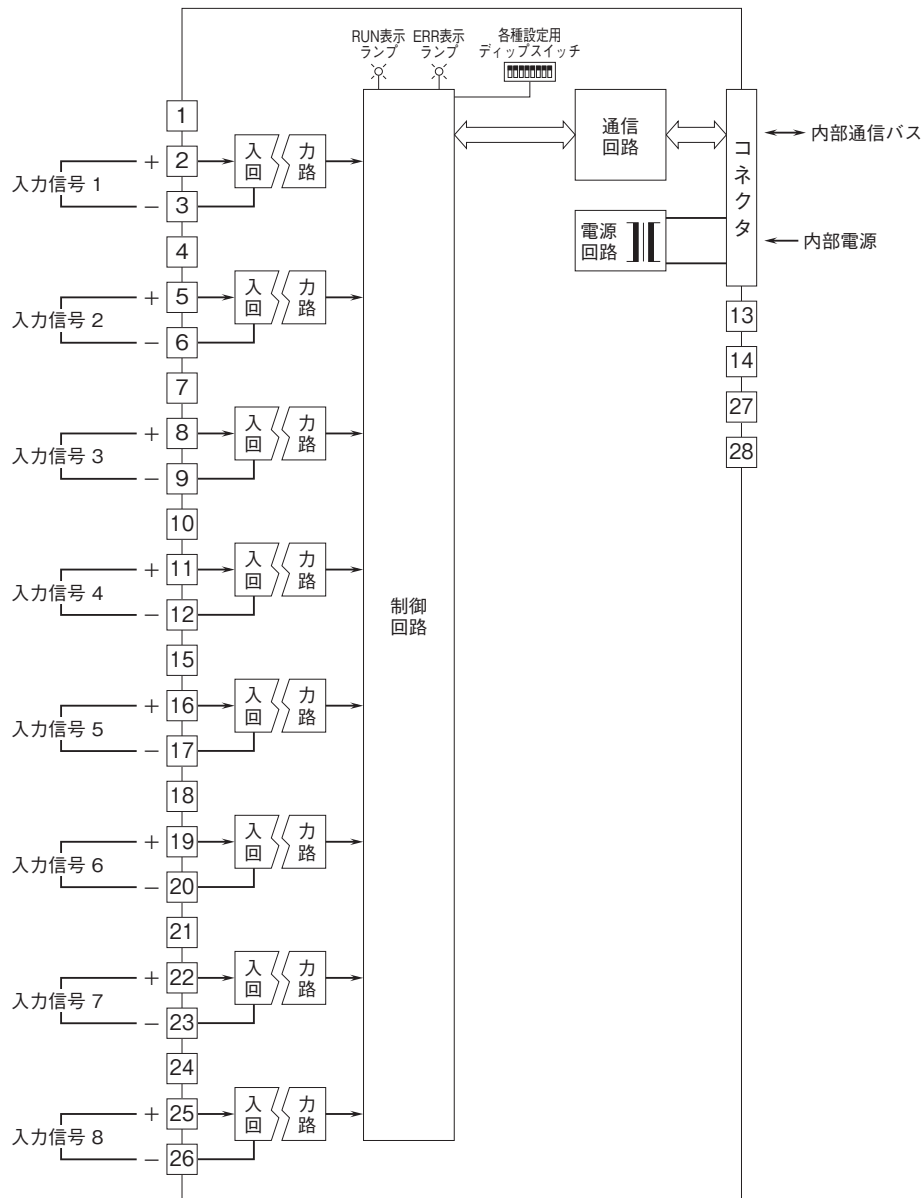 RUN表示
ランプ
ERR表示
ランプ
各種設定用
ディップスイッチ
1
入力信号 1
+ 2
− 3
入 力
回 路
4
入力信号 2
+ 5
− 6
入 力
回 路
7
入力信号 3
+ 8
− 9
入 力
回 路
10
入力信号 4
+ 11
− 12
入 力
回 路
15
入力信号 5
+ 16
− 17
入 力
回 路
18
入力信号 6
+ 19
− 20
入 力
回 路
21
入力信号 7
+ 22
− 23
入 力
回 路
24
入力信号 8
+ 25
− 26
入 力
回 路
制御
回路
通信
回路
電源
回路
コネクタ
内部通信バス
内部電源
13
14
27
28